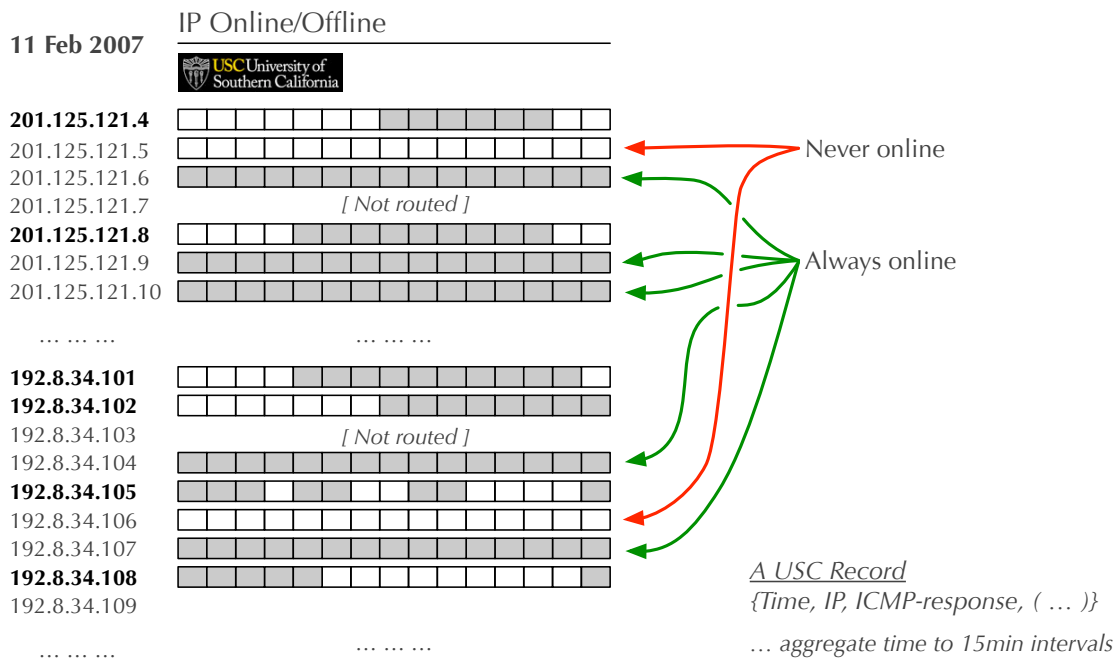 11 Feb 2007
IP Online/Offline
USC University of
Southern California
201.125.121.4
201.125.121.5
Never online
201.125.121.6
201.125.121.7
[ Not routed ]
201.125.121.8
201.125.121.9
Always online
201.125.121.10
... ... ...
... ... ...
192.8.34.101
192.8.34.102
192.8.34.103
[ Not routed ]
192.8.34.104
192.8.34.105
192.8.34.106
192.8.34.107
192.8.34.108
192.8.34.109
A USC Record
{Time, IP, ICMP-response, ( ... )}
... aggregate time to 15min intervals
... ... ...
... ... ...